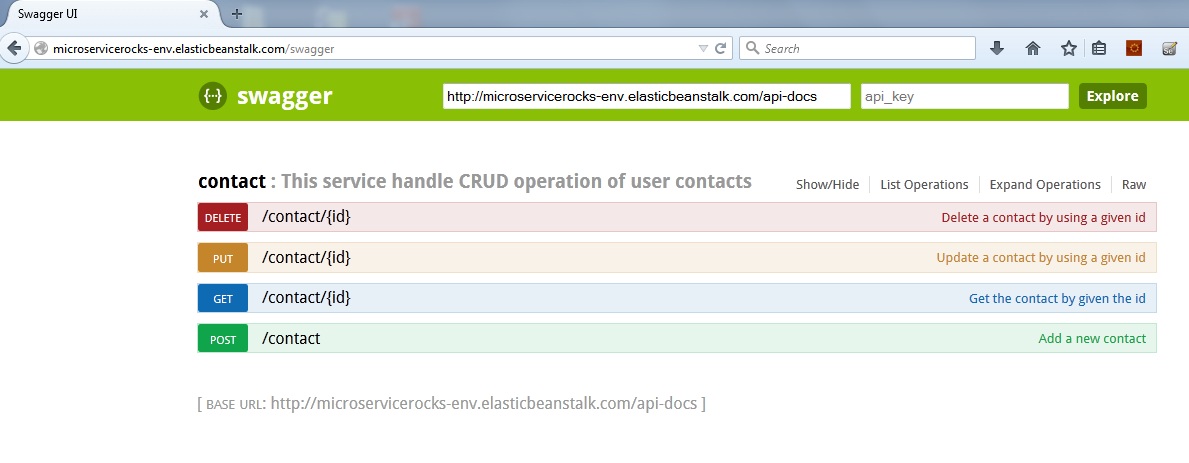 Swagger UI
microservicerocks-env.elasticbeanstalk.com/swagger
Search
{··} swagger http://microservicerocks-env.elasticbeanstalk.com/api-docs api_key Explore
contact : This service handle CRUD operation of user contacts Show/Hide List Operations Expand Operations Raw
DELETE /contact/{id} Delete a contact by using a given id
PUT /contact/{id} Update a contact by using a given id
GET /contact/{id} Get the contact by given the id
POST /contact Add a new contact
[ BASE URL: http://microservicerocks-env.elasticbeanstalk.com/api-docs ]